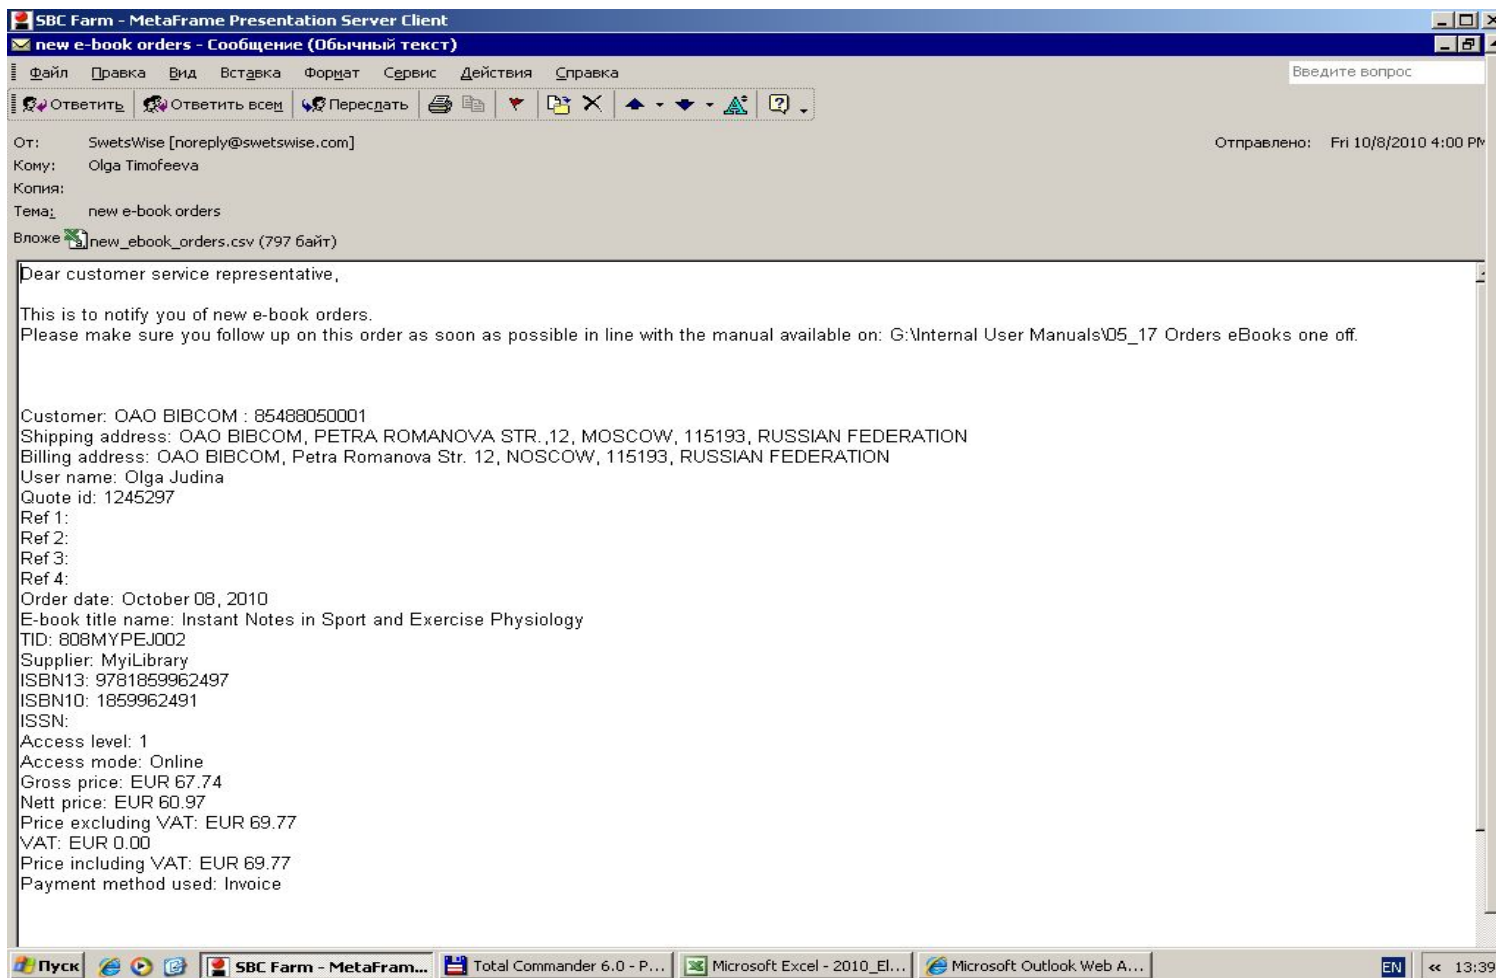 SBC Farm - MetaFrame Presentation Server Client
new e-book orders - Сообщение (Обычный текст)
Файл Правка Вид Вставка Формат Сервис Действия Справка
Введите вопрос
Ответить Ответить всем Переслать
От: SwetsWise [noreply@swetswise.com]
Отправлено: Fri 10/8/2010 4:00 PM
Кому: Olga Timofeeva
Копия:
Тема: new e-book orders
Вложе new_ebook_orders.csv (797 байт)
Dear customer service representative,
This is to notify you of new e-book orders.
Please make sure you follow up on this order as soon as possible in line with the manual available on: G:\Internal User Manuals\05_17 Orders eBooks one off.
Customer: OAO BIBCOM : 85488050001
Shipping address: OAO BIBCOM, PETRA ROMANOVA STR.,12, MOSCOW, 115193, RUSSIAN FEDERATION
Billing address: OAO BIBCOM, Petra Romanova Str. 12, NOSCOW, 115193, RUSSIAN FEDERATION
User name: Olga Judina
Quote id: 1245297
Ref 1:
Ref 2:
Ref 3:
Ref 4:
Order date: October 08, 2010
E-book title name: Instant Notes in Sport and Exercise Physiology
TID: 808MYPEJ002
Supplier: MyiLibrary
ISBN13: 9781859962497
ISBN10: 1859962491
ISSN:
Access level: 1
Access mode: Online
Gross price: EUR 67.74
Nett price: EUR 60.97
Price excluding VAT: EUR 69.77
VAT: EUR 0.00
Price including VAT: EUR 69.77
Payment method used: Invoice
Пуск SBC Farm - MetaFram... Total Commander 6.0 - P... Microsoft Excel - 2010_El... Microsoft Outlook Web A... EN « 13:39